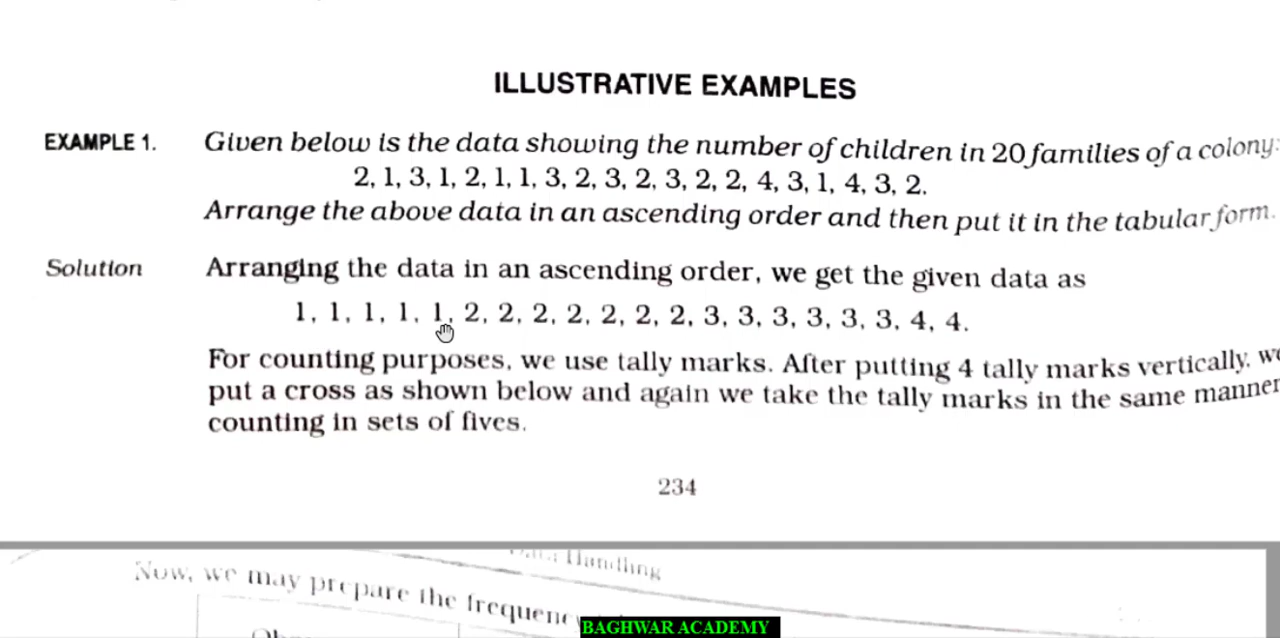 ILLUSTRATIVE EXAMPLES
EXAMPLE 1. Given below is the data showing the number of children in 20 families of a colony:
2, 1, 3, 1, 2, 1, 1, 3, 2, 3, 2, 3, 2, 2, 4, 3, 1, 4, 3, 2.
Arrange the above data in an ascending order and then put it in the tabular form.
Solution Arranging the data in an ascending order, we get the given data as
1, 1, 1, 1, 1, 2, 2, 2, 2, 2, 2, 2, 3, 3, 3, 3, 3, 3, 4, 4.
For counting purposes, we use tally marks. After putting 4 tally marks vertically, we
put a cross as shown below and again we take the tally marks in the same manner
counting in sets of fives.
234
Data Handling
Now, we may prepare the
BAGHWAR ACADEMY